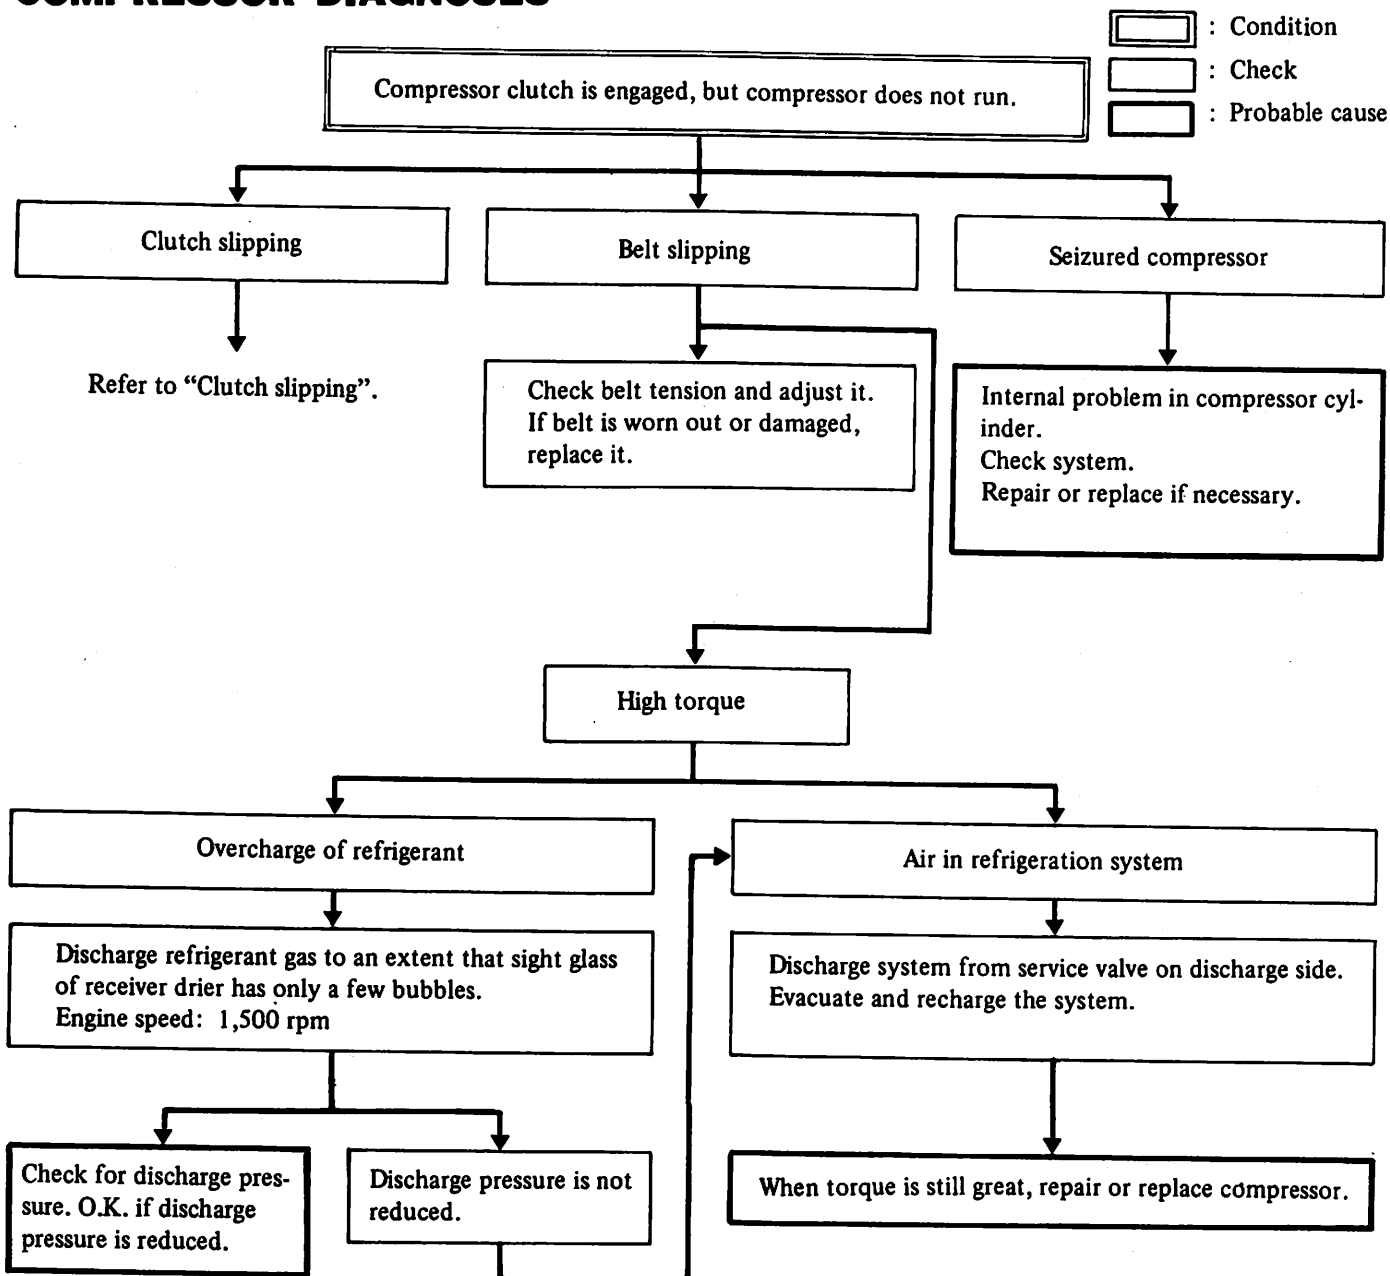 COMPRESSOR DIAGNOSES
: Condition
: Check
: Probable cause
Compressor clutch is engaged, but compressor does not run.
Clutch slipping
Belt slipping
Seizured compressor
Refer to “Clutch slipping”.
Check belt tension and adjust it.
If belt is worn out or damaged,
replace it.
Internal problem in compressor cyl-
inder.
Check system.
Repair or replace if necessary.
High torque
Overcharge of refrigerant
Air in refrigeration system
Discharge refrigerant gas to an extent that sight glass
of receiver drier has only a few bubbles.
Engine speed: 1,500 rpm
Discharge system from service valve on discharge side.
Evacuate and recharge the system.
Check for discharge pres-
sure. O.K. if discharge
pressure is reduced.
Discharge pressure is not
reduced.
When torque is still great, repair or replace compressor.